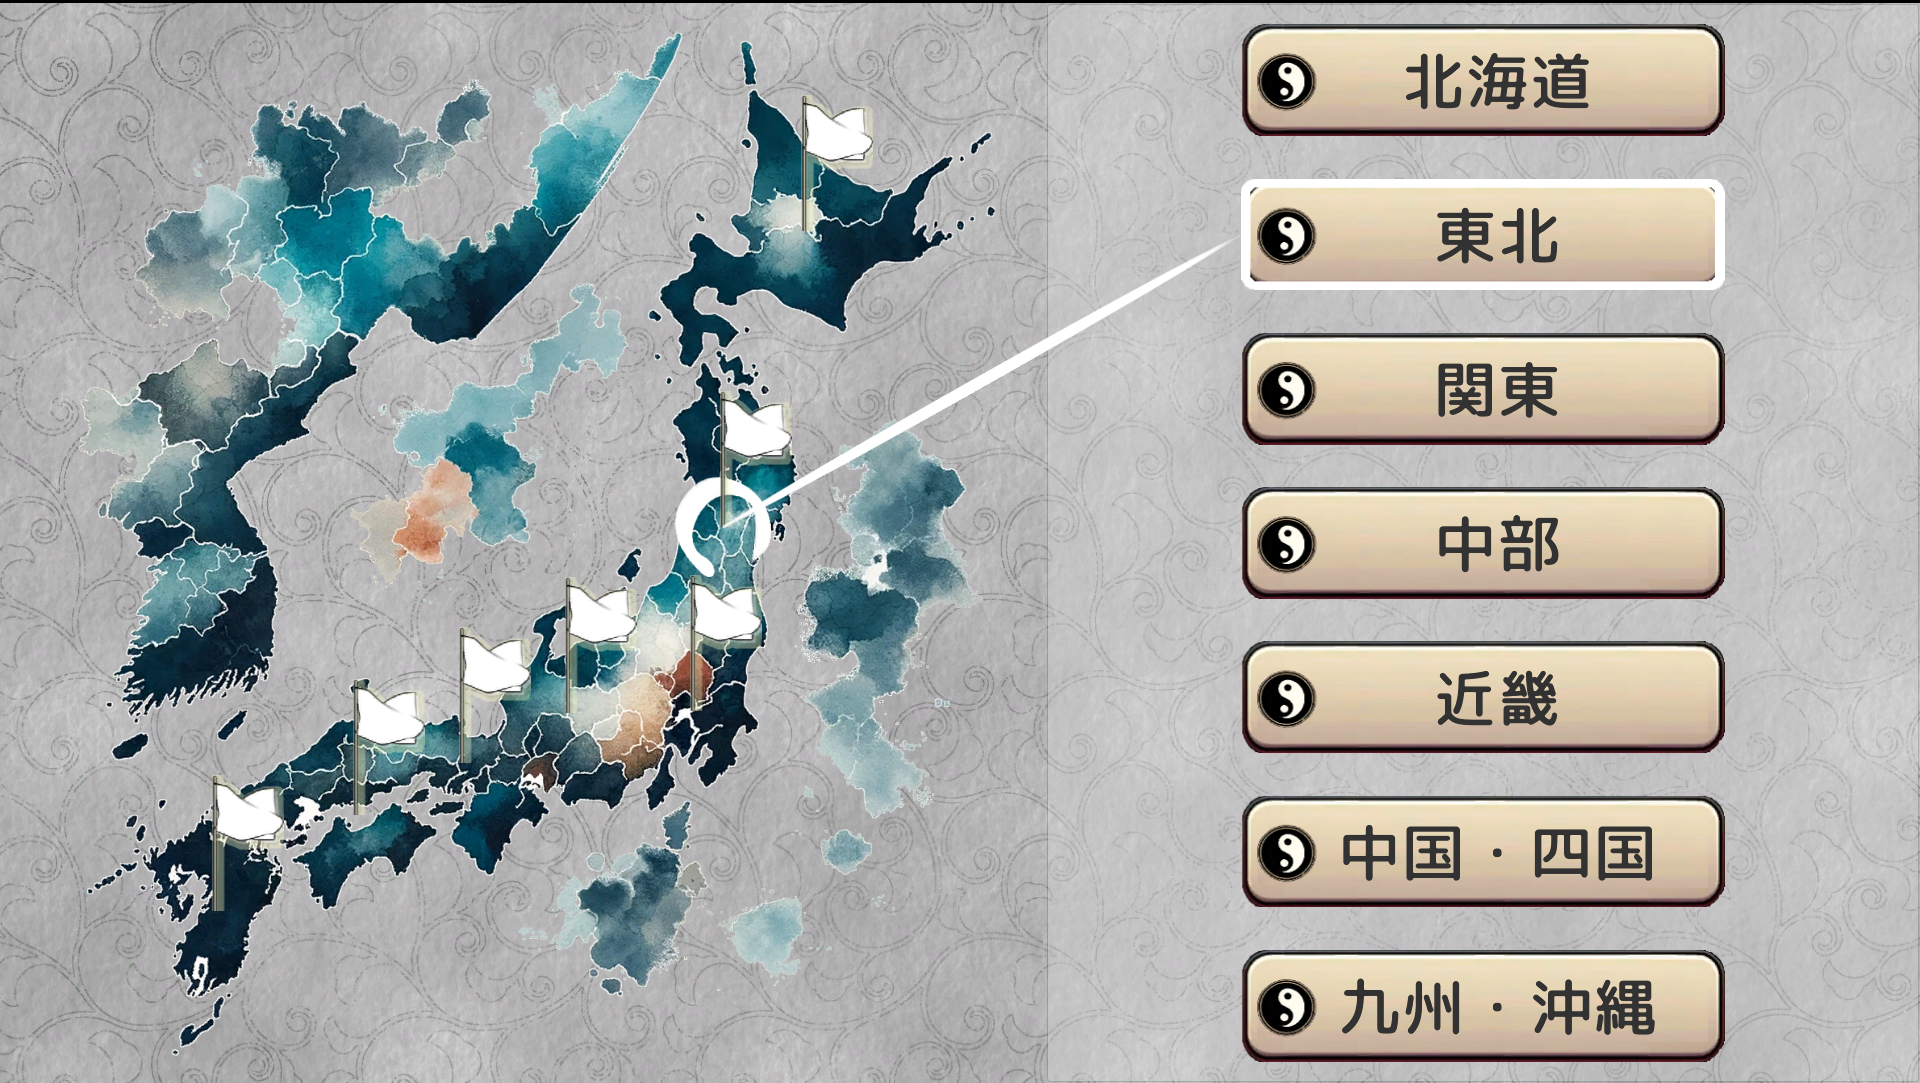 北海道
東北
関東
中部
近畿
中国・四国
九州・沖縄